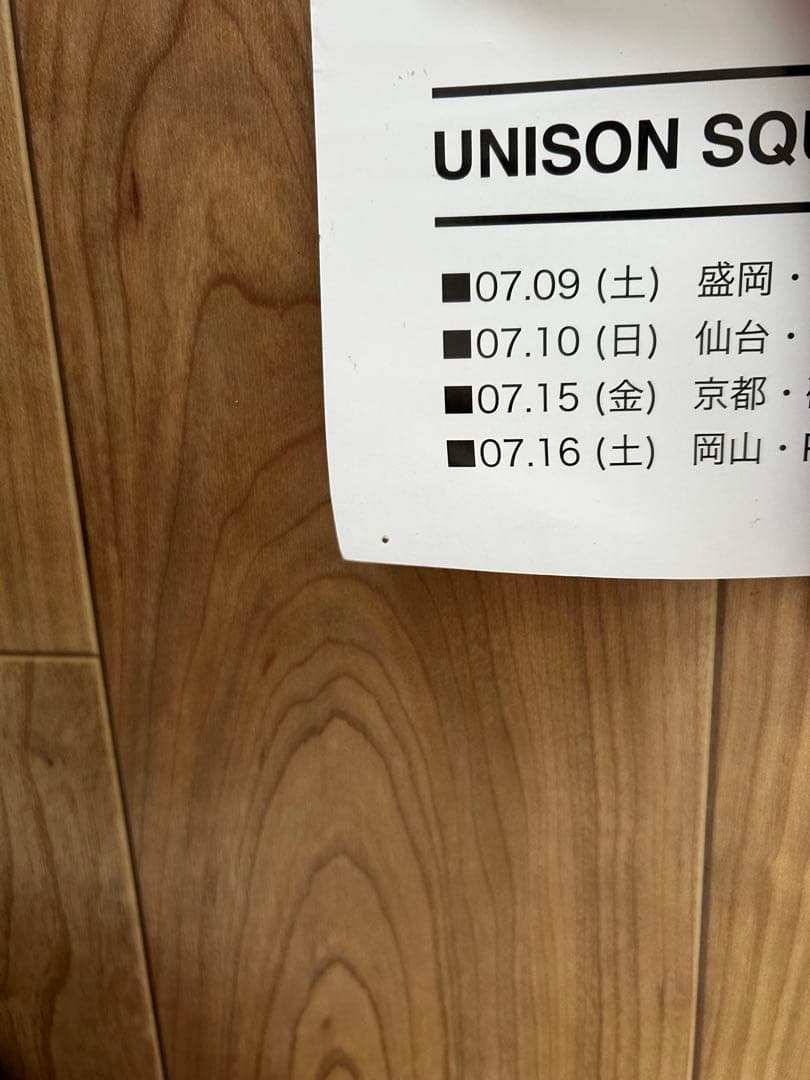 UNISON SQU
■07.09 (土) 盛岡・
■07.10 (日) 仙台・
■07.15 (金) 京都・
■07.16 (土) 岡山・